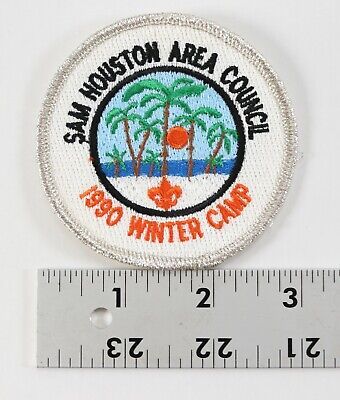 SAM HOUSTON AREA COUNCIL
1990 WINTER CAMP
1 2 3
23 22 21